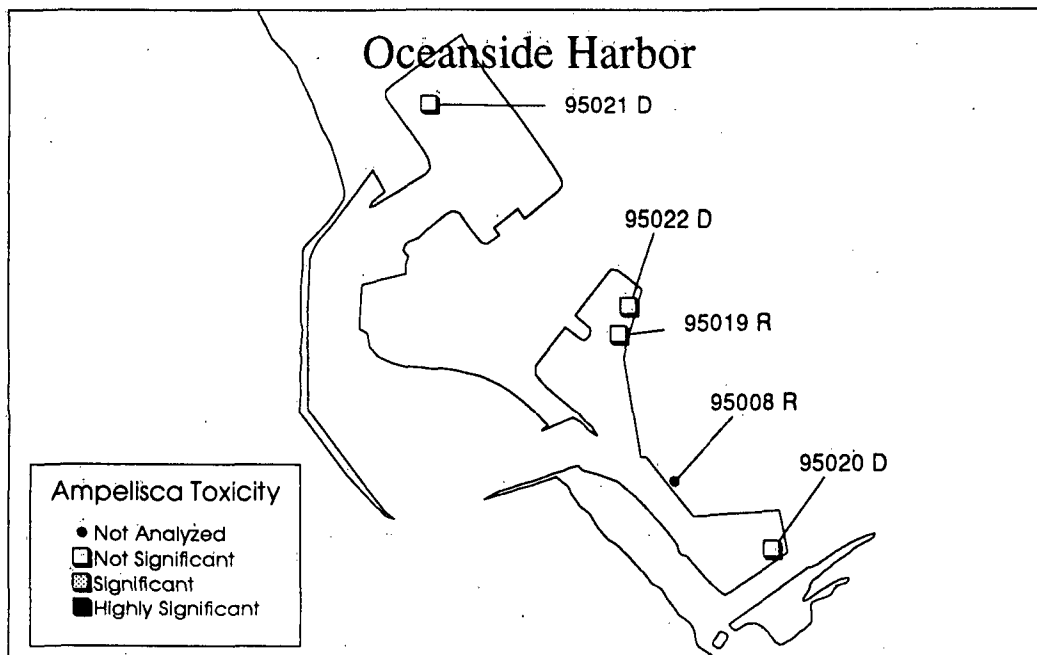 Oceanside Harbor
95021 D
95022 D
95019 R
95008 R
95020 D
Ampelisca Toxicity
Not Analyzed
Not Significant
Significant
Highly Significant